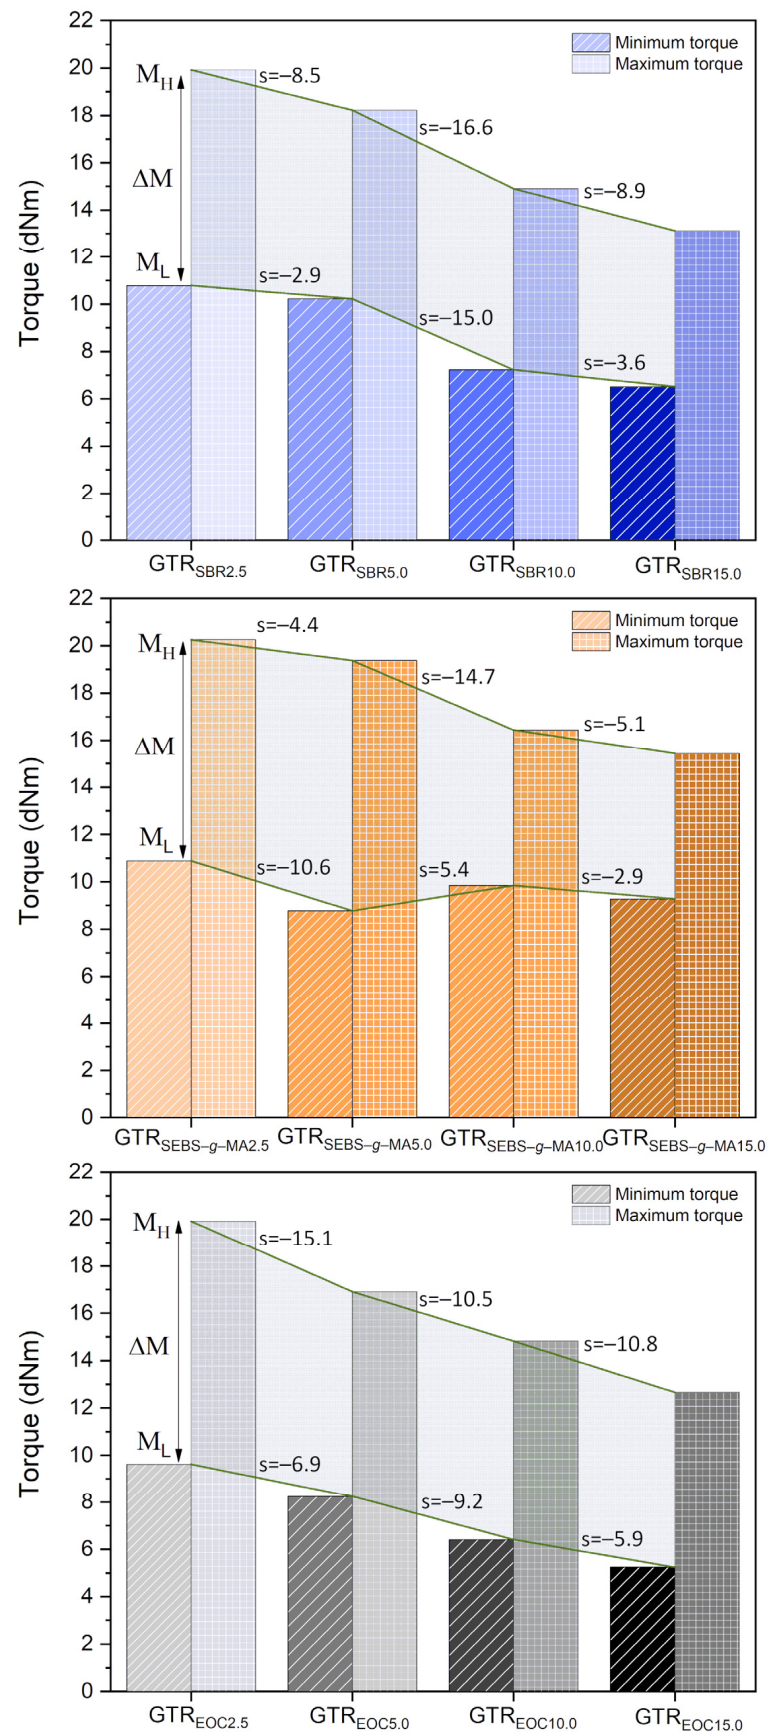 22
Minimum torque
20
Maximum torque
M_H
s=–8.5
18
s=–16.6
16
ΔM
s=–8.9
14
12
M_L
s=–2.9
10
s=–15.0
8
s=–3.6
6
4
2
0
Torque (dNm)
GTR_SBR2.5 GTR_SBR5.0 GTR_SBR10.0 GTR_SBR15.0
22
Minimum torque
s=–4.4
20
Maximum torque
M_H
s=–14.7
18
s=–5.1
16
ΔM
14
12
M_L
s=–10.6
5.4
s=–2.9
10
8
6
4
2
0
Torque (dNm)
GTR_SEBS–g–MA2.5 GTR_SEBS–g–MA5.0 GTR_SEBS–g–MA10.0 GTR_SEBS–g–MA15.0
22
Minimum torque
20
Maximum torque
M_H
s=–15.1
18
s=–10.5
16
ΔM
s=–10.8
14
12
10
M_L
s=–6.9
8
s=–9.2
6
s=–5.9
4
2
0
Torque (dNm)
GTR_EOC2.5 GTR_EOC5.0 GTR_EOC10.0 GTR_EOC15.0